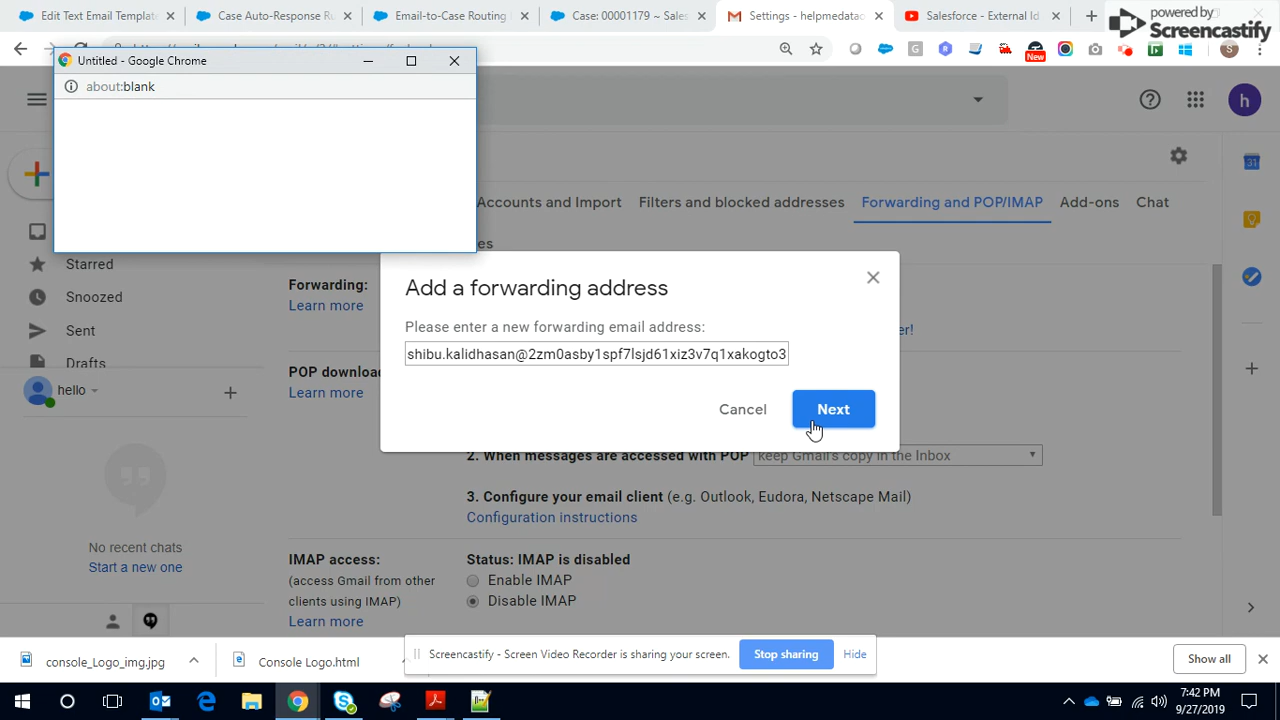 Edit Text Email Templat
Case Auto-Response R
Email-to-Case Routing
Case: 00001179 ~ Sales
Settings - helpmedatao
Salesforce - External Id
powered by
Screencastify
Untitled - Google Chrome
about:blank
New
S
G
R
h
Accounts and Import
Filters and blocked addresses
Forwarding and POP/IMAP
Add-ons
Chat
es
31
Starred
Snoozed
Sent
Drafts
hello
No recent chats
Start a new one
Forwarding:
Learn more
er!
Add a forwarding address
Please enter a new forwarding email address:
shibu.kalidhasan@2zm0asby1spf7lsjd61xiz3v7q1xakogto3
Cancel
Next
POP download
Learn more
2. When messages are accessed with POP
keep Gmail's copy in the Inbox
3. Configure your email client (e.g. Outlook, Eudora, Netscape Mail)
Configuration instructions
IMAP access:
(access Gmail from other
clients using IMAP)
Learn more
Status: IMAP is disabled
Enable IMAP
Disable IMAP
Screencastify - Screen Video Recorder is sharing your screen.
Stop sharing
Hide
console_Logo_img.jpg
Console Logo.html
Show all
7:42 PM
9/27/2019